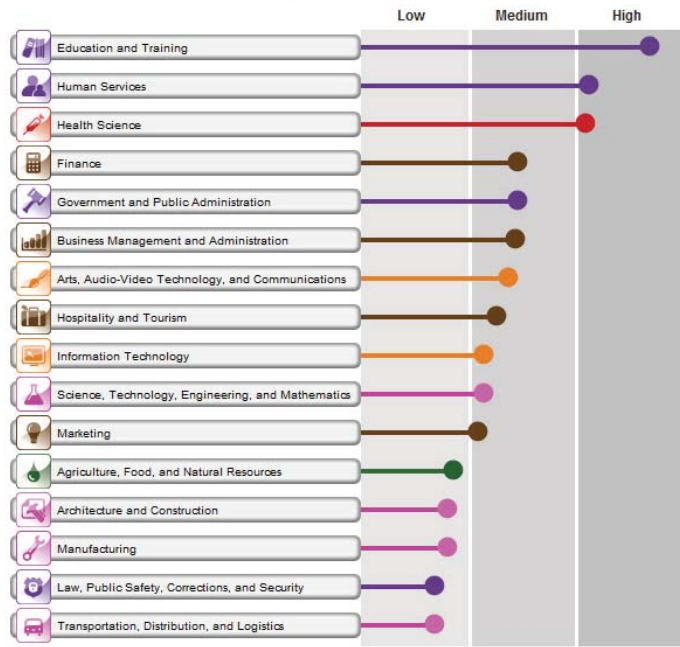 Low Medium High
Education and Training
Human Services
Health Science
Finance
Government and Public Administration
Business Management and Administration
Arts, Audio-Video Technology, and Communications
Hospitality and Tourism
Information Technology
Science, Technology, Engineering, and Mathematics
Marketing
Agriculture, Food, and Natural Resources
Architecture and Construction
Manufacturing
Law, Public Safety, Corrections, and Security
Transportation, Distribution, and Logistics